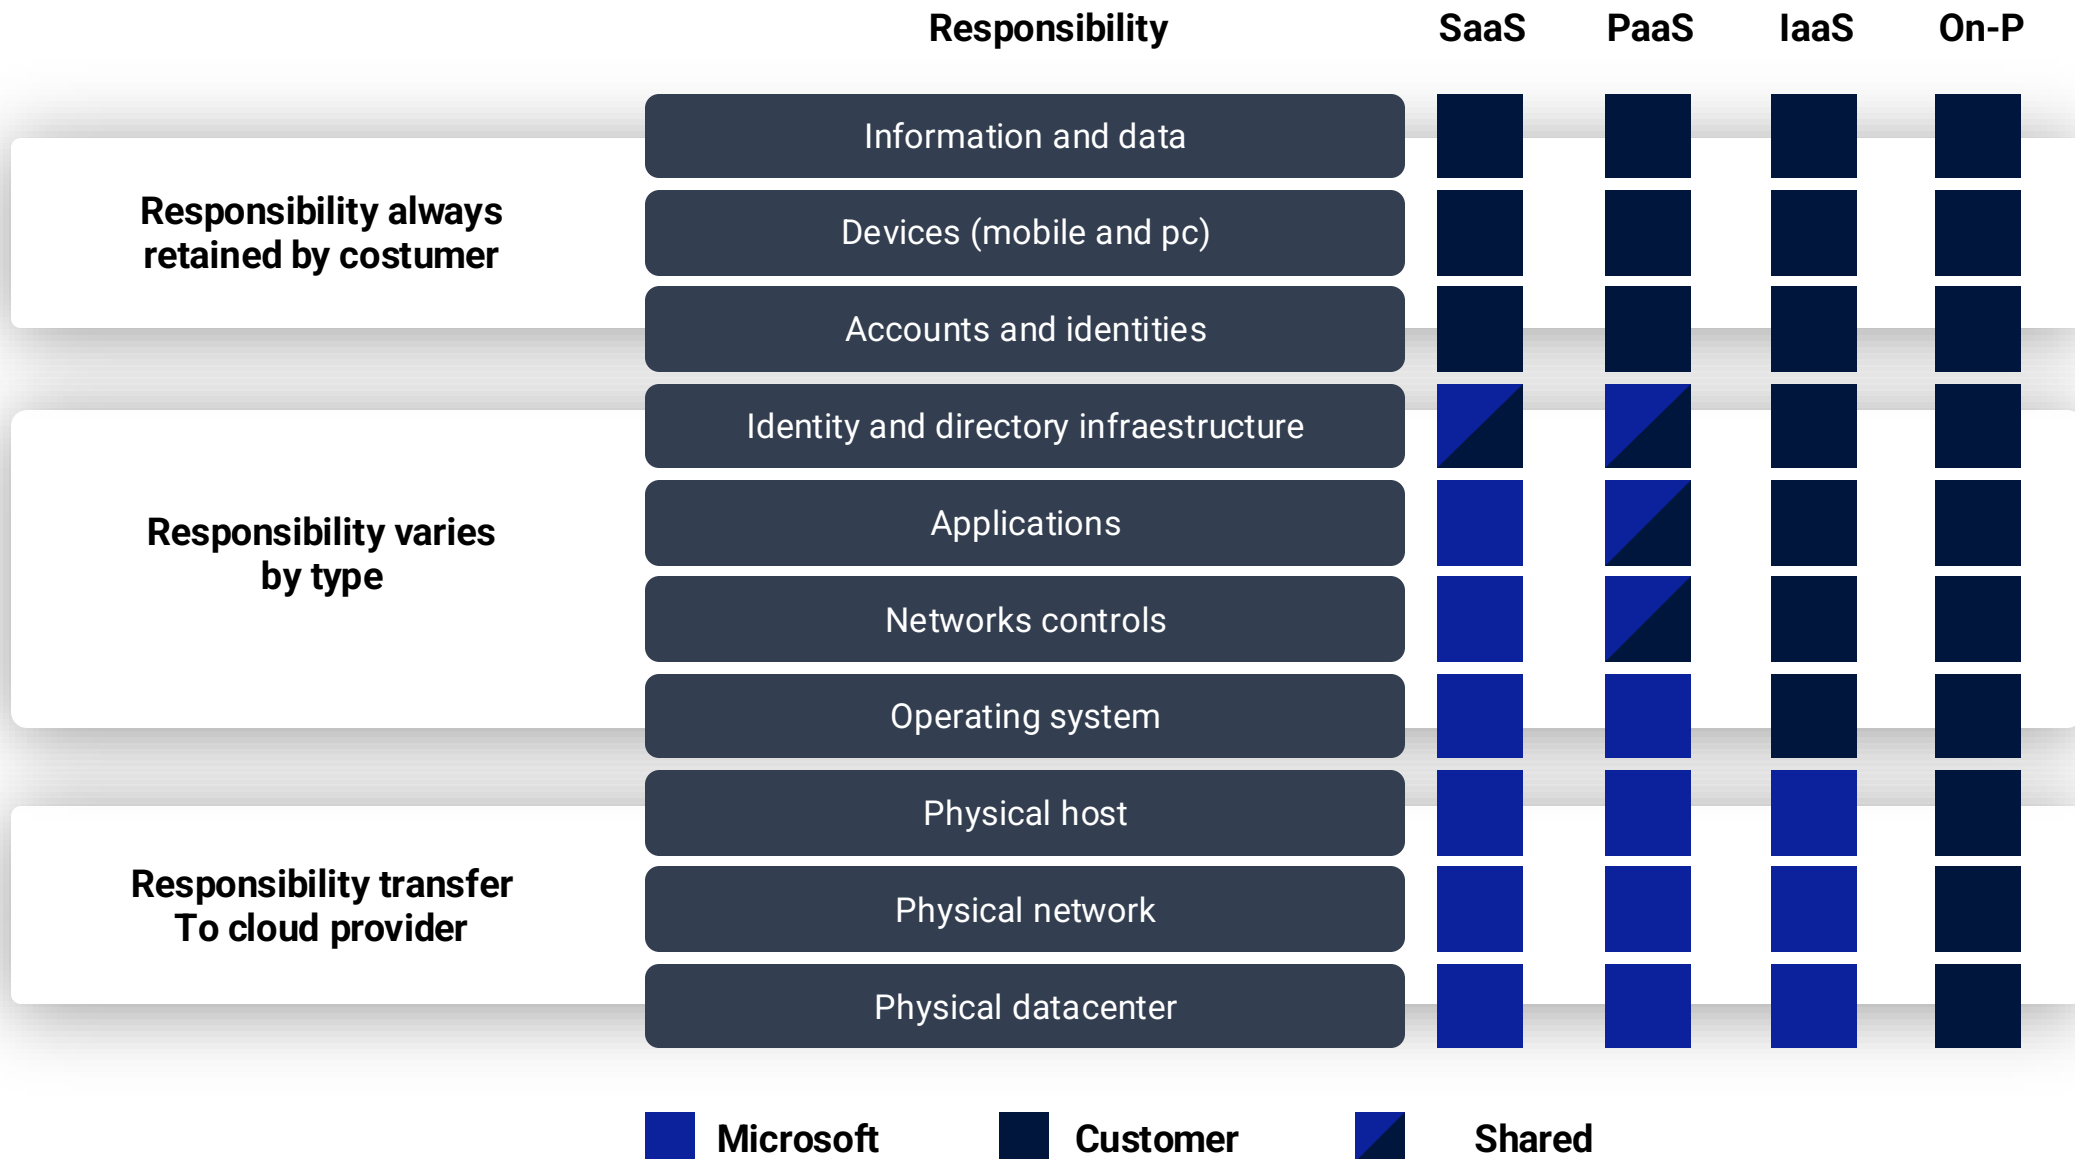 Responsibility SaaS PaaS IaaS On-P
Information and data
Responsibility always
retained by costumer
Devices (mobile and pc)
Accounts and identities
Identity and directory infraestructure
Responsibility varies
by type
Applications
Networks controls
Operating system
Physical host
Responsibility transfer
To cloud provider
Physical network
Physical datacenter
Microsoft Customer Shared